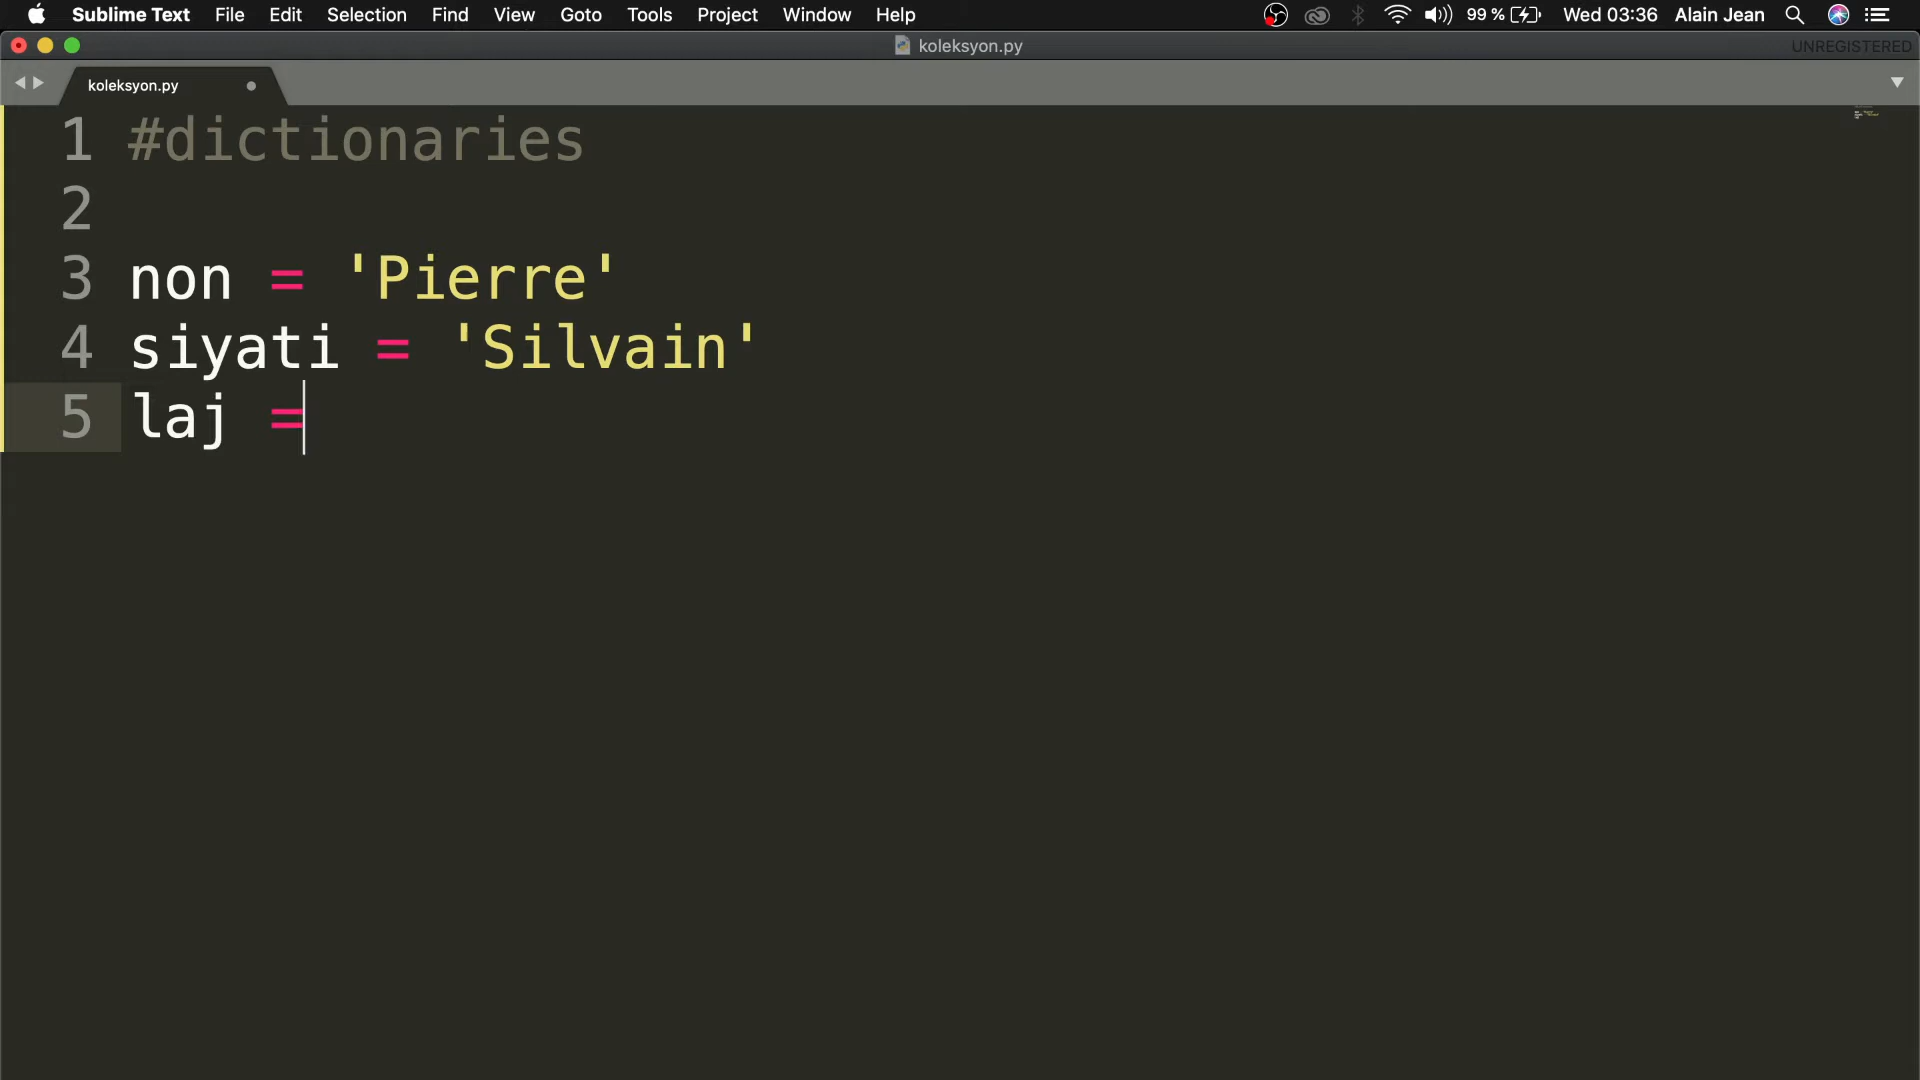 Sublime Text File Edit Selection Find View Goto Tools Project Window Help 99 % Wed 03:36 Alain Jean
koleksyon.py UNREGISTERED
koleksyon.py
1 #dictionaries
2
3 non = 'Pierre'
4 siyati = 'Silvain'
5 laj =